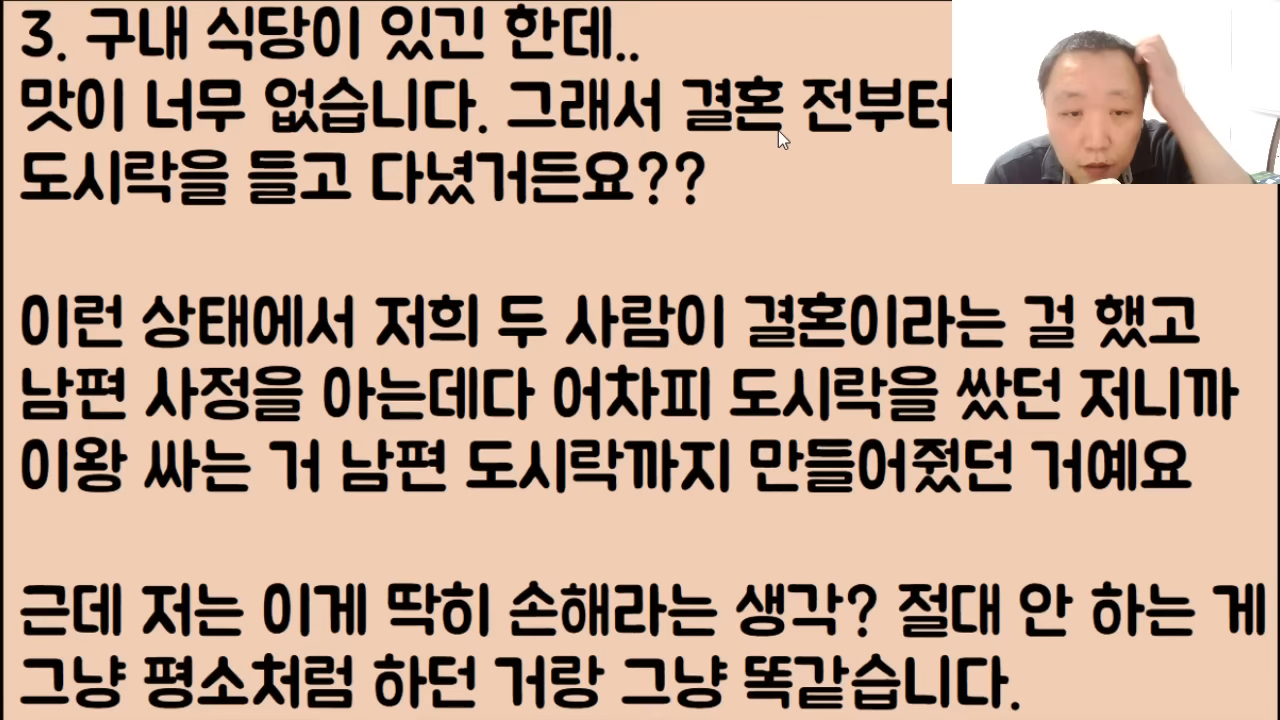 3. 구내 식당이 있긴 한데..
맛이 너무 없습니다. 그래서 결혼 전부터
도시락을 들고 다녔거든요??
이런 상태에서 저희 두 사람이 결혼이라는 걸 했고
남편 사정을 아는데다 어차피 도시락을 쌌던 저니까
이왕 싸는 거 남편 도시락까지 만들어줬던 거예요
근데 저는 이게 딱히 손해라는 생각? 절대 안 하는 게
그냥 평소처럼 하던 거랑 그냥 똑같습니다.